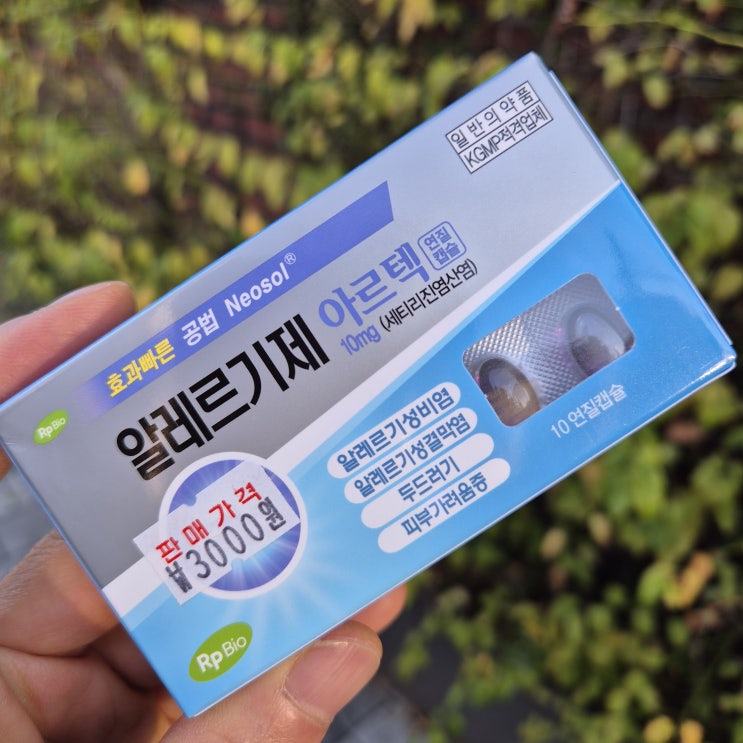 일반의약품
KGMP적격업체
효과빠른 공법 Neosol®
알레르기제 아르텍 연질캡슐
10mg (세티리진염산염)
RpBio
알레르기성비염
알레르기성결막염
두드러기
피부가려움증
10 연질캡슐
판매가격
₩3000원
RpBio